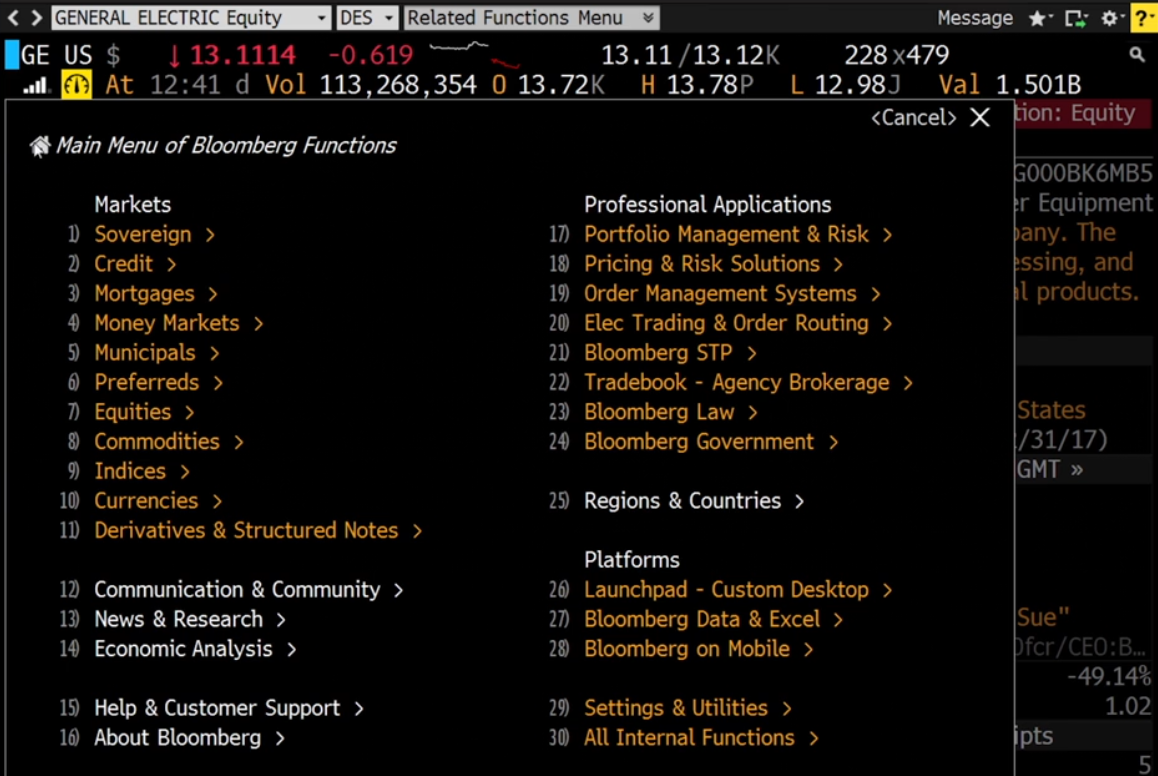 GENERAL ELECTRIC Equity DES Related Functions Menu Message ?
GE US $ ↓ 13.1114 -0.619 13.11/13.12K 228x479
At 12:41 d Vol 113,268,354 O 13.72K H 13.78P L 12.98J Val 1.501B
<Cancel> X
tion: Equity
Main Menu of Bloomberg Functions
G000BK6MB5
Equipment
Markets
1) Sovereign >
2) Credit >
3) Mortgages >
4) Money Markets >
5) Municipals >
6) Preferreds >
7) Equities >
8) Commodities >
9) Indices >
10) Currencies >
11) Derivatives & Structured Notes >
12) Communication & Community >
13) News & Research >
14) Economic Analysis >
15) Help & Customer Support >
16) About Bloomberg >
Professional Applications
17) Portfolio Management & Risk >
18) Pricing & Risk Solutions >
19) Order Management Systems >
20) Elec Trading & Order Routing >
21) Bloomberg STP >
22) Tradebook - Agency Brokerage >
23) Bloomberg Law >
24) Bloomberg Government >
25) Regions & Countries >
Platforms
26) Launchpad - Custom Desktop >
27) Bloomberg Data & Excel >
28) Bloomberg on Mobile >
29) Settings & Utilities >
30) All Internal Functions >
pany. The
essing, and
al products.
States
/31/17)
GMT »
Sue"
Ofcr/CEO:B...
-49.14%
1.02
ipts
5